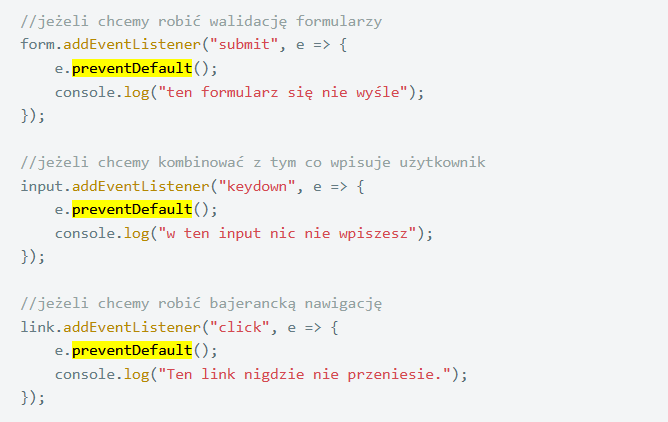 //jeżeli chcemy robić walidację formularzy
form.addEventListener("submit", e => {
    e.preventDefault();
    console.log("ten formularz się nie wyśle");
});
//jeżeli chcemy kombinować z tym co wpisuje użytkownik
input.addEventListener("keydown", e => {
    e.preventDefault();
    console.log("w ten input nic nie wpiszesz");
});
//jeżeli chcemy robić bajerancką nawigację
link.addEventListener("click", e => {
    e.preventDefault();
    console.log("Ten link nigdzie nie przeniesie.");
});